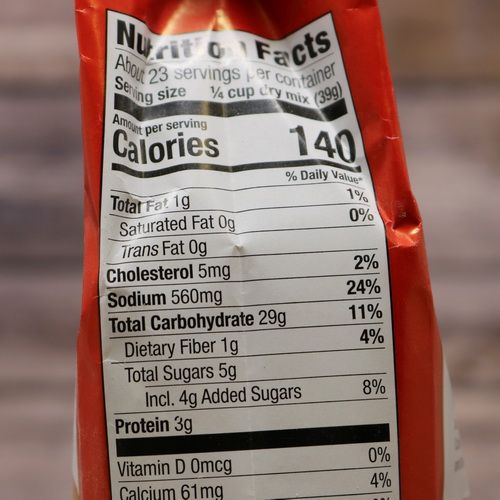 Nutrition Facts
About 23 servings per container
Serving size ¼ cup dry mix (39g)
Amount per serving
Calories 140
% Daily Value*
Total Fat 1g 1%
Saturated Fat 0g 0%
Trans Fat 0g
Cholesterol 5mg 2%
Sodium 560mg 24%
Total Carbohydrate 29g 11%
Dietary Fiber 1g 4%
Total Sugars 5g
Incl. 4g Added Sugars 8%
Protein 3g
Vitamin D 0mcg 0%
Calcium 61mg 4%